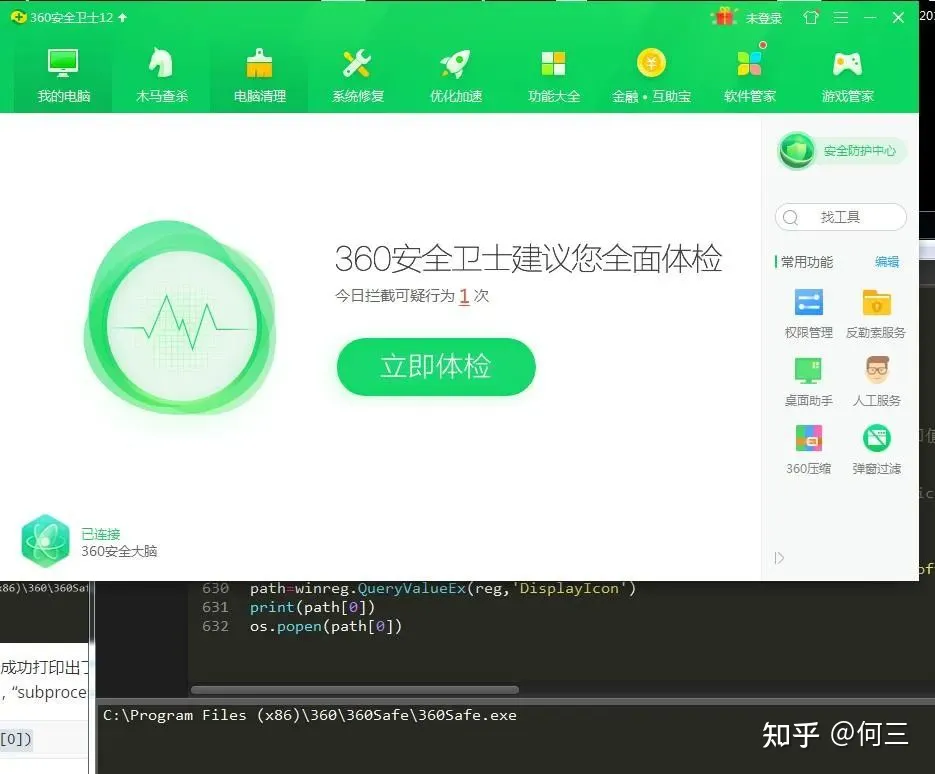 360安全卫士12
未登录
20
我的电脑
木马查杀
电脑清理
系统修复
优化加速
功能大全
金融·互助宝
软件管家
游戏管家
安全防护中心
找工具
360安全卫士建议您全面体检
今日拦截可疑行为 1 次
立即体检
常用功能 编辑
权限管理 反勒索服务
桌面助手 人工服务
360压缩 弹窗过滤
已连接
360安全大脑
ic
of
x86)\360\360Saf
630 path=winreg.QueryValueEx(reg,'DisplayIcon')
631 print(path[0])
632 os.popen(path[0])
成功打印出了
, “subproce
[0])
C:\Program Files (x86)\360\360Safe\360Safe.exe
知乎 @何三